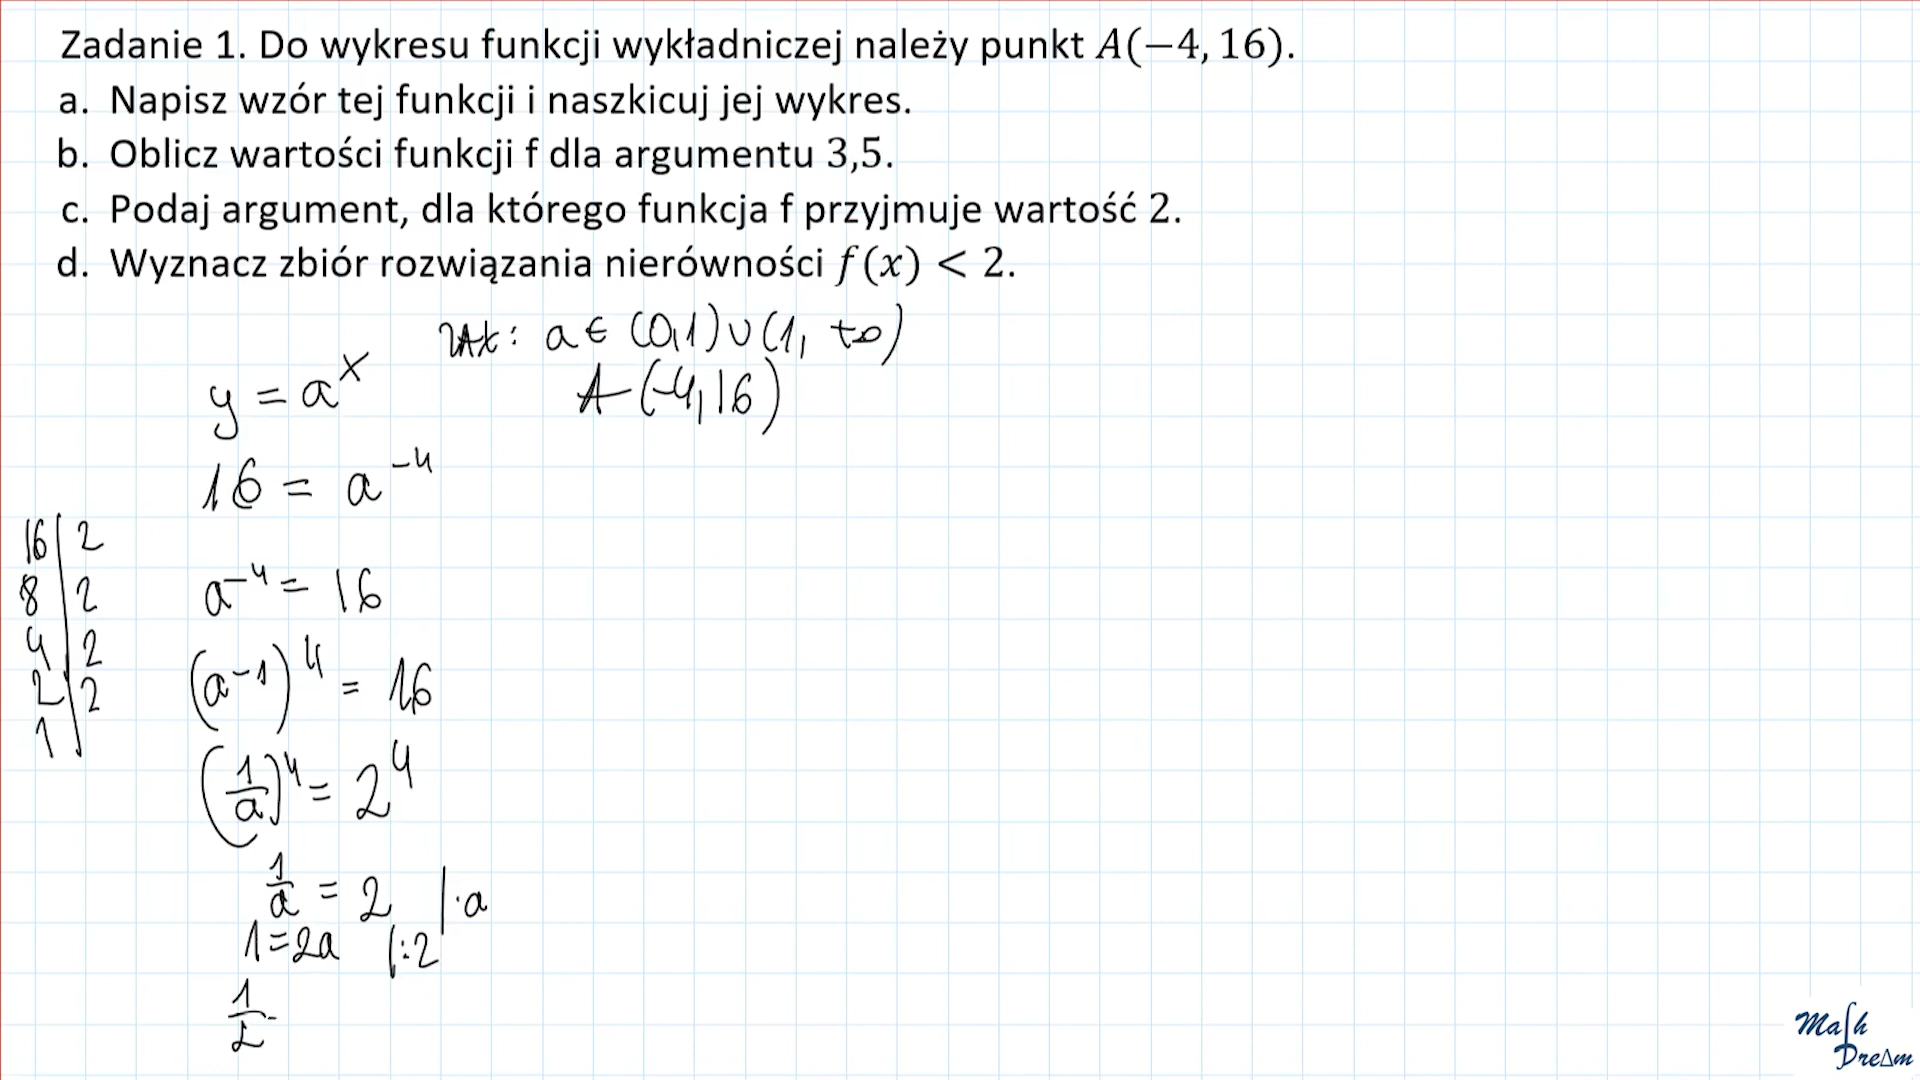 Zadanie 1. Do wykresu funkcji wykładniczej należy punkt A(−4, 16).
a. Napisz wzór tej funkcji i naszkicuj jej wykres.
b. Oblicz wartości funkcji f dla argumentu 3,5.
c. Podaj argument, dla którego funkcja f przyjmuje wartość 2.
d. Wyznacz zbiór rozwiązania nierówności f(x) < 2.
a ∈ (0,1) ∪ (1, +∞)
y = a^x
A(-4,16)
16 = a^-4
16 | 2
8 | 2
4 | 2
2 | 2
1 |
a^-4 = 16
(a^-1)^4 = 16
(1/a)^4 = 2^4
1/a = 2 |·a
1 = 2a |:2
1/2
Math
Dre∆m